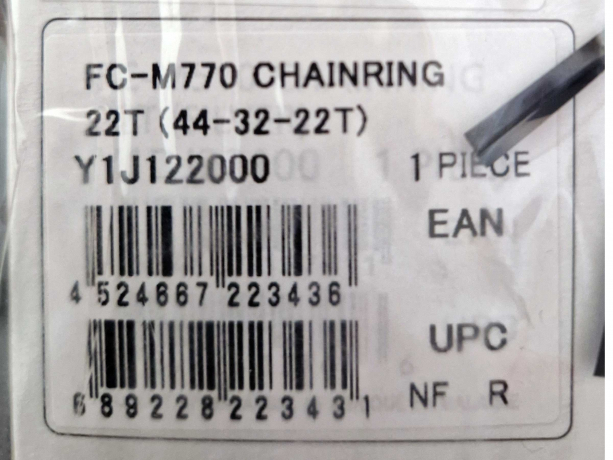 FC-M770 CHAINRING
22T (44-32-22T)
Y1J122000 1 PIECE
EAN
4 524667 223436
UPC
6 89228 22343 1
NF R